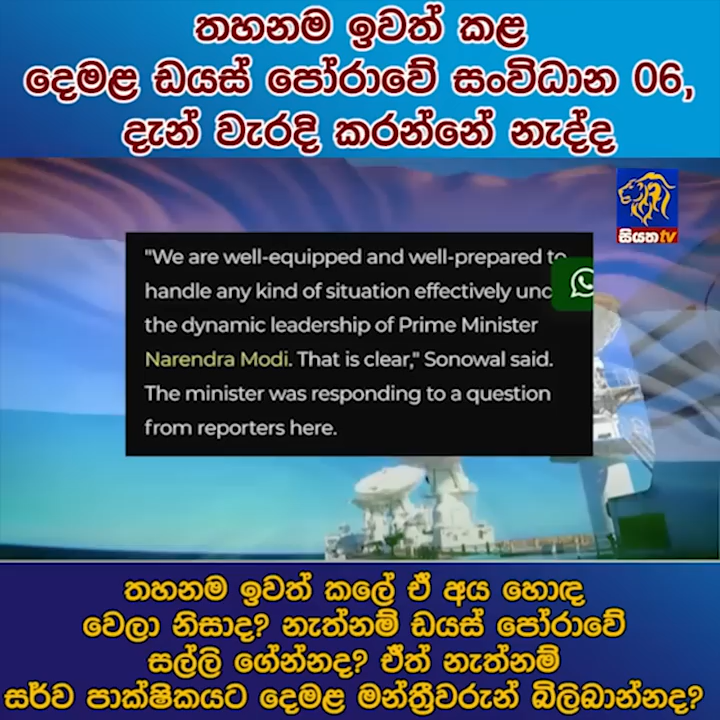 තහනම ඉවත් කළ
දෙමළ ඩයස් පෝරාවේ සංවිධාන 06,
දැන් වැරදි කරන්නේ නැද්ද
සියත tv
"We are well-equipped and well-prepared to
handle any kind of situation effectively
the dynamic leadership of Prime Minister
Narendra Modi. That is clear," Sonowal said.
The minister was responding to a question
from reporters here.
තහනම ඉවත් කලේ ඒ අය හොඳ
වෙලා නිසාද? නැත්නම් ඩයස් පෝරාවේ
සල්ලි ගේන්නද? ඒත් නැත්නම්
සර්ව පාක්ෂිකයට දෙමළ මන්ත්‍රීවරුන් බිලිබාන්නද?